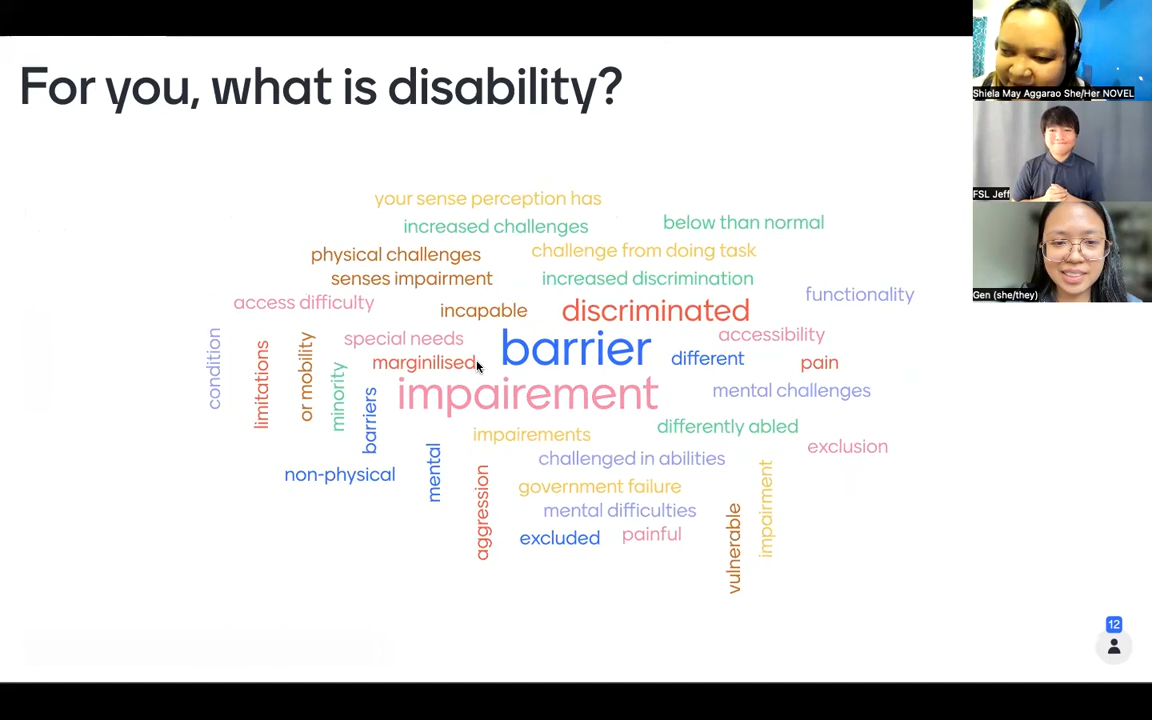 For you, what is disability?
your sense perception has
increased challenges
below than normal
physical challenges
challenge from doing task
senses impairment
increased discrimination
access difficulty
incapable
discriminated
functionality
special needs
barrier
accessibility
marginilised
different
pain
condition
limitations
or mobility
minority
barriers
impairement
mental challenges
impairments
differently abled
exclusion
non-physical
mental
challenged in abilities
aggression
government failure
mental difficulties
excluded
painful
vulnerable
impairment
12
Shiela May Aggarao She/Her NOVEL
FSL Jeff
Gen (she/they)